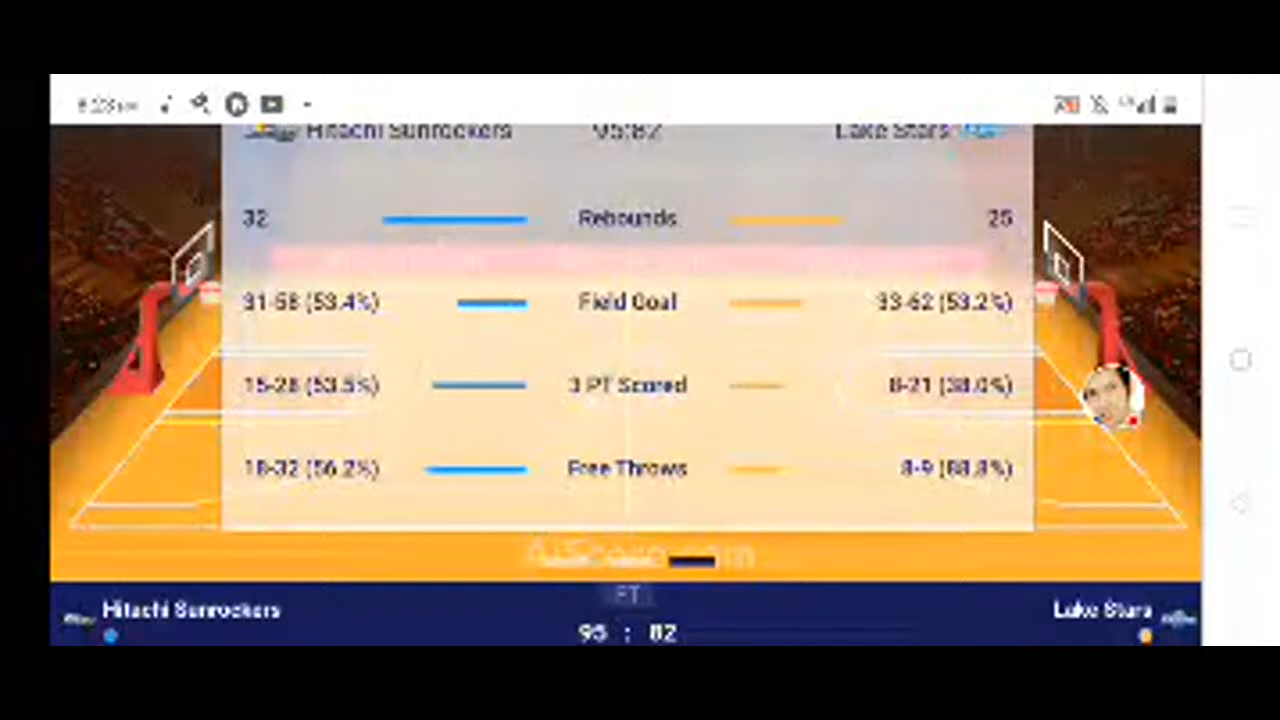 Hitachi Sunrockers 95:82 Lake Stars
32 Rebounds 25
31-58 (53.4%) Field Goal 33-62 (53.2%)
15-28 (53.5%) 3 PT Scored 8-21 (38.0%)
18-32 (56.2%) Free Throws 8-9 (88.8%)
AiScore.com
FT
Hitachi Sunrockers 95 : 82 Lake Stars